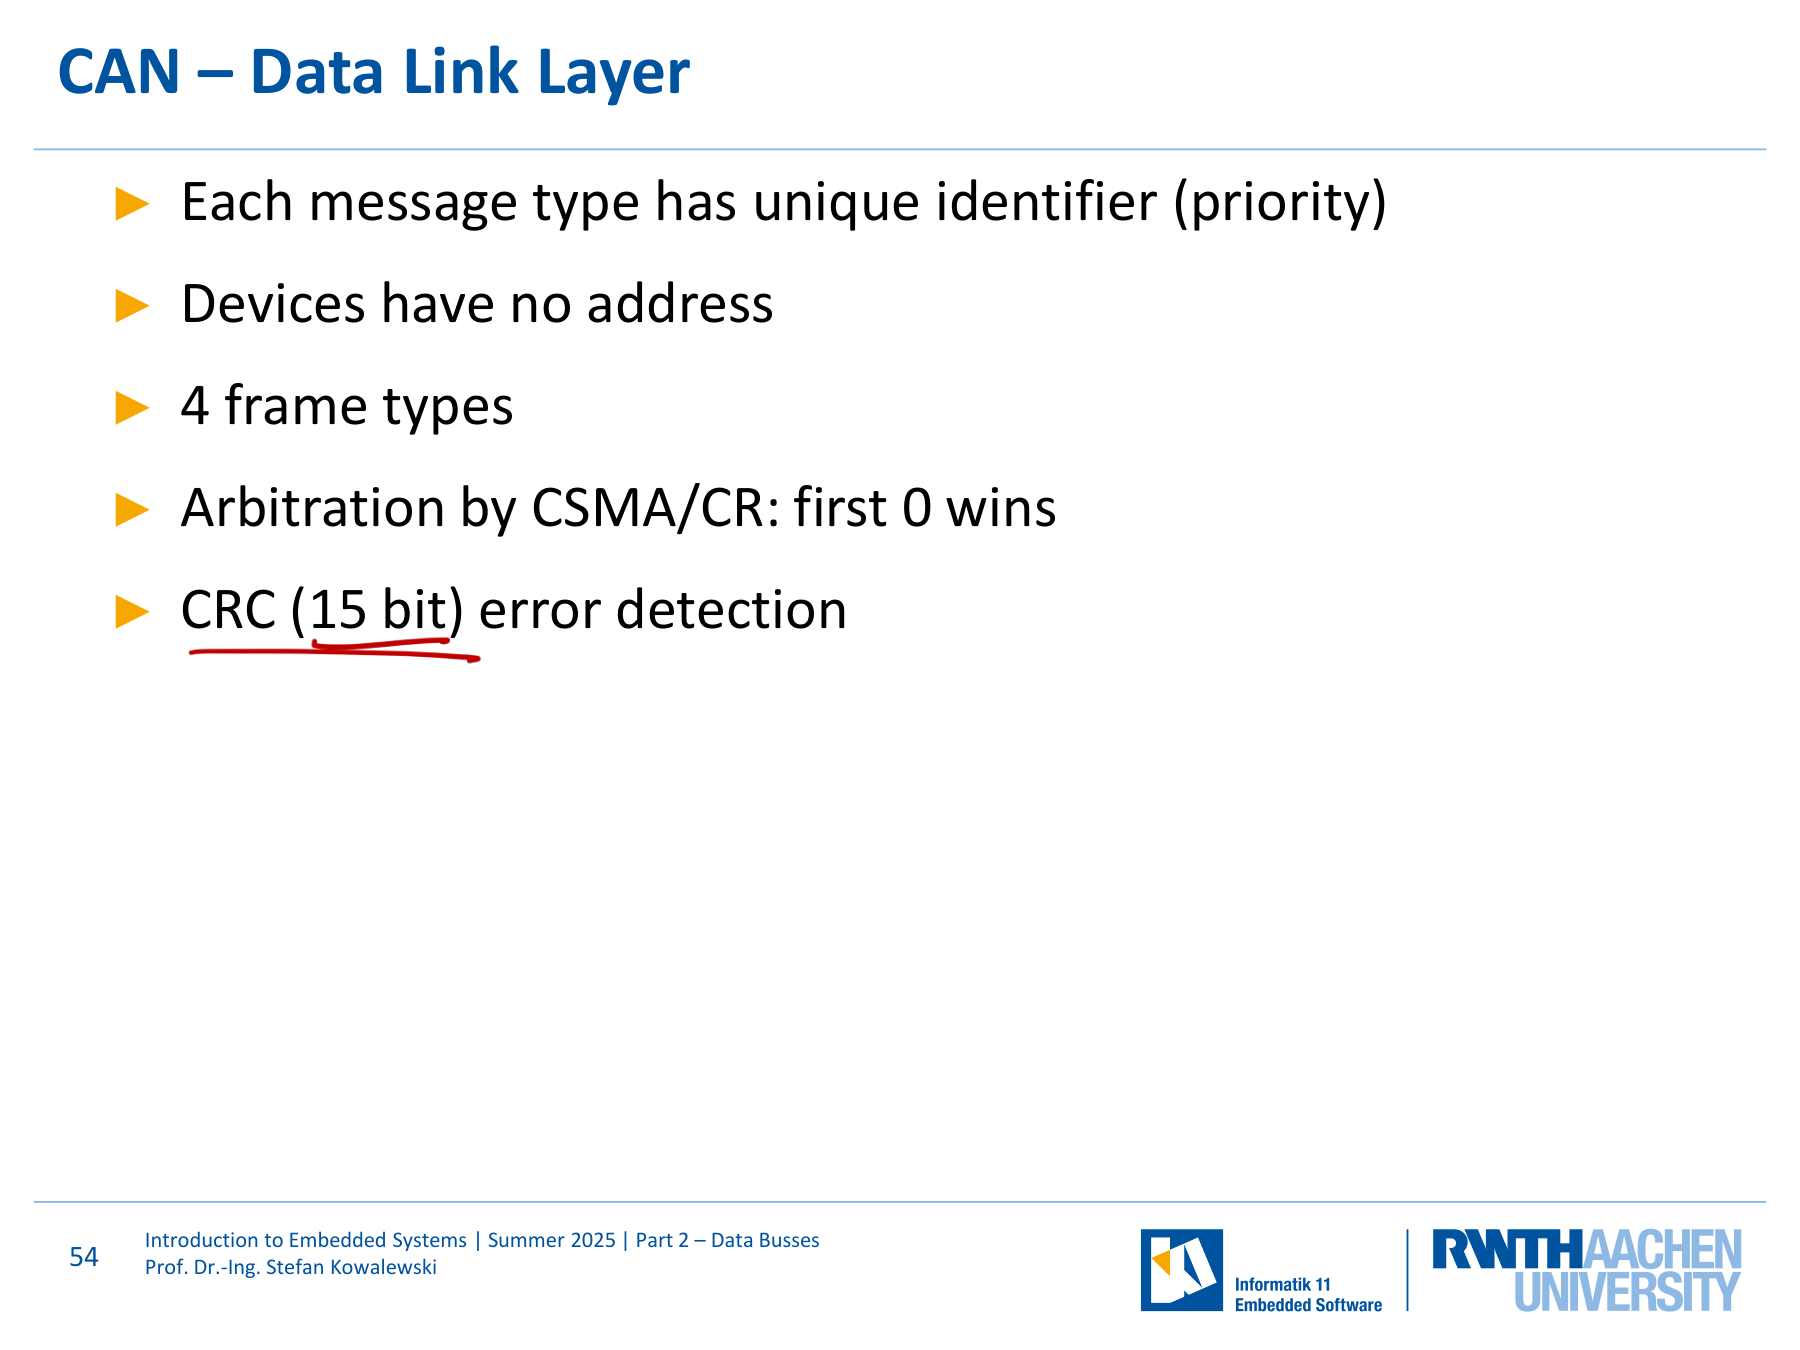 CAN – Data Link Layer
► Each message type has unique identifier (priority)
► Devices have no address
► 4 frame types
► Arbitration by CSMA/CR: first 0 wins
► CRC (15 bit) error detection
54
Introduction to Embedded Systems | Summer 2025 | Part 2 – Data Busses
Prof. Dr.-Ing. Stefan Kowalewski
Informatik 11
Embedded Software
RWTHAACHEN
UNIVERSITY